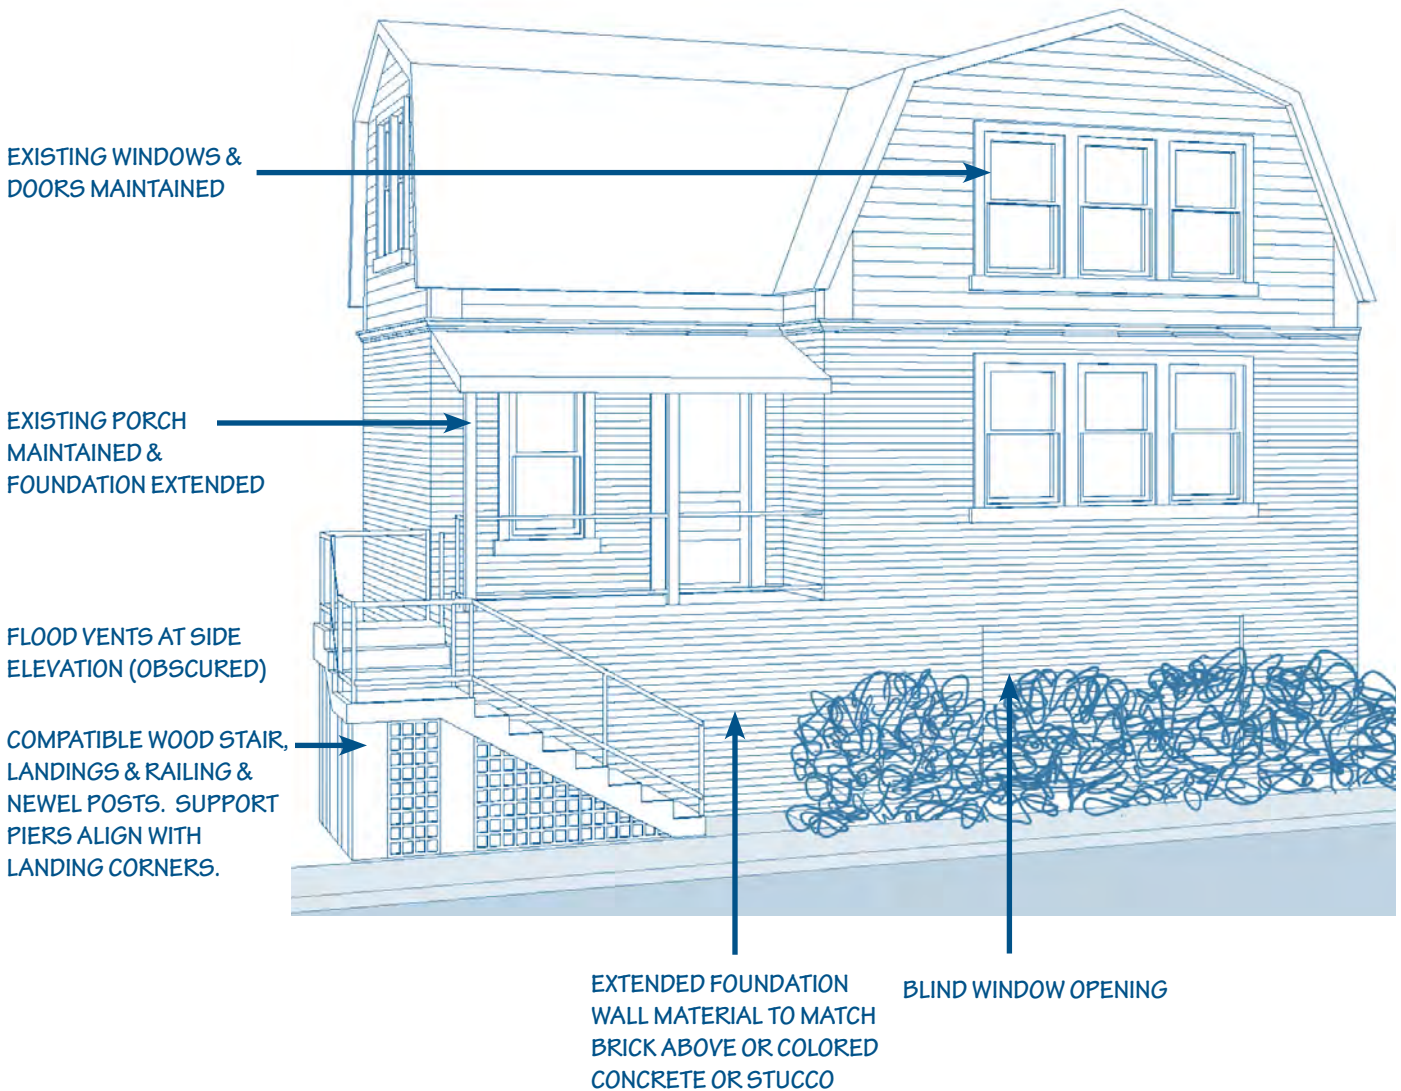 EXISTING WINDOWS &
DOORS MAINTAINED
EXISTING PORCH
MAINTAINED &
FOUNDATION EXTENDED
FLOOD VENTS AT SIDE
ELEVATION (OBSCURED)
COMPATIBLE WOOD STAIR,
LANDINGS & RAILING &
NEWEL POSTS. SUPPORT
PIERS ALIGN WITH
LANDING CORNERS.
EXTENDED FOUNDATION
WALL MATERIAL TO MATCH
BRICK ABOVE OR COLORED
CONCRETE OR STUCCO
BLIND WINDOW OPENING